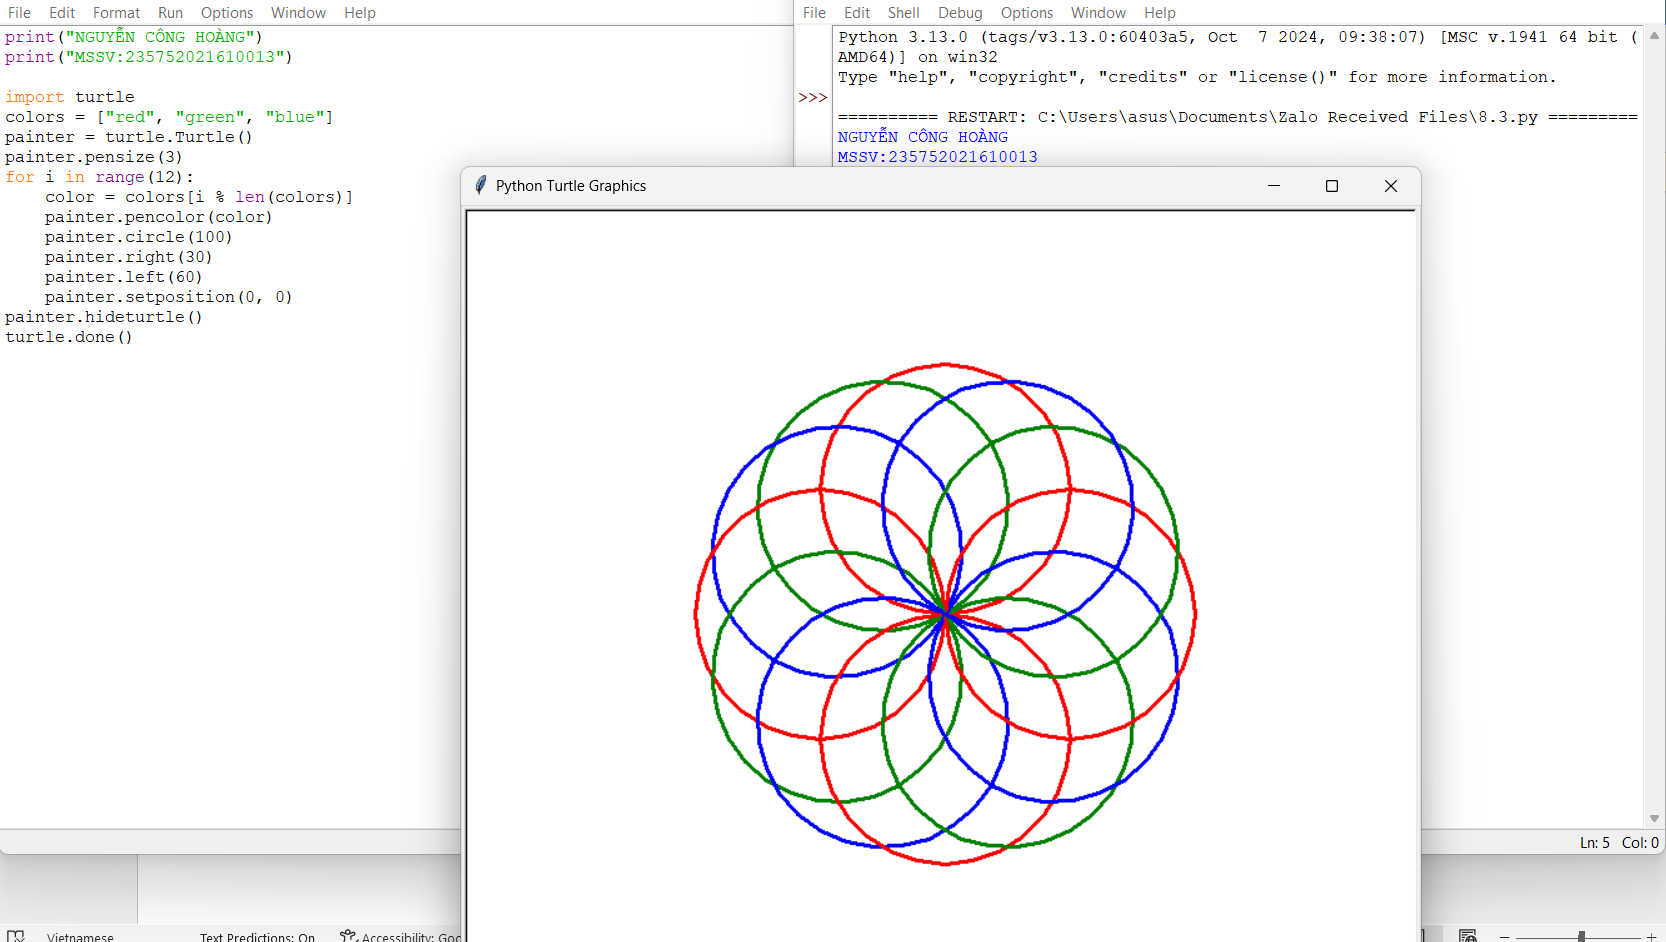 File Edit Format Run Options Window Help
print("NGUYỄN CÔNG HOÀNG")
print("MSSV:235752021610013")
import turtle
colors = ["red", "green", "blue"]
painter = turtle.Turtle()
painter.pensize(3)
for i in range(12):
    color = colors[i % len(colors)]
    painter.pencolor(color)
    painter.circle(100)
    painter.right(30)
    painter.left(60)
    painter.setposition(0, 0)
painter.hideturtle()
turtle.done()
File Edit Shell Debug Options Window Help
Python 3.13.0 (tags/v3.13.0:60403a5, Oct  7 2024, 09:38:07) [MSC v.1941 64 bit (
AMD64)] on win32
Type "help", "copyright", "credits" or "license()" for more information.
>>>
========== RESTART: C:\Users\asus\Documents\Zalo Received Files\8.3.py =========
NGUYỄN CÔNG HOÀNG
MSSV:235752021610013
Python Turtle Graphics
Ln: 5 Col: 0
Vietnamese Text Predictions: On Accessibility: Goo